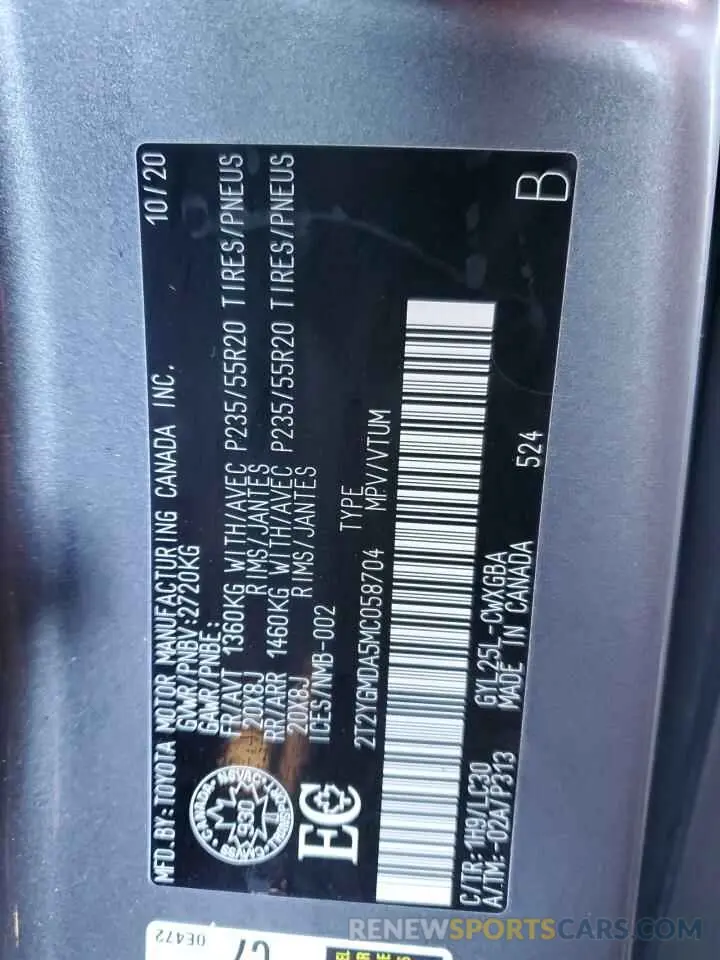 MFD.BY:TOYOTA MOTOR MANUFACTURING CANADA INC. 10/20
GVWR/PNBV:2720KG
GAWR/PNBE:
FR/AVT 1360KG WITH/AVEC P235/55R20 TIRES/PNEUS
20X8J RIMS/JANTES
RR/ARR 1460KG WITH/AVEC P235/55R20 TIRES/PNEUS
20X8J RIMS/JANTES
ICES/NMB-002
CANADA
930
EC
2T2YGMDA5MC058704 TYPE MPV/VTUM
C/TR:1H9/LC30 GYL25L-CWXGBA 524 B
A/TM:-02A/P313 MADE IN CANADA
0E472
RENEWSPORTSCARS.COM